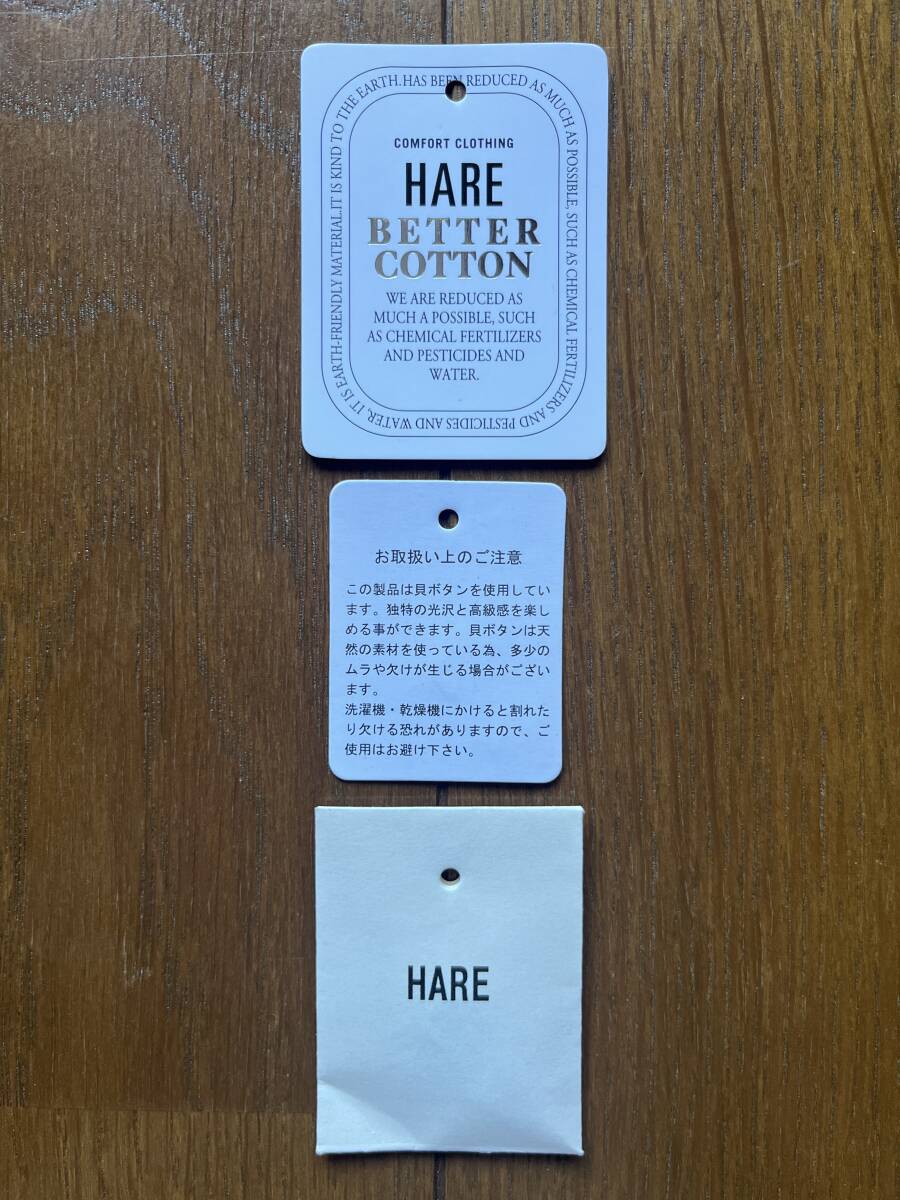 IT IS EARTH-FRIENDLY MATERIAL.IT IS KIND TO THE EARTH.HAS BEEN REDUCED AS MUCH AS POSSIBLE, SUCH AS CHEMICAL FERTILIZERS AND PESTICIDES AND WATER.
COMFORT CLOTHING
HARE
BETTER
COTTON
WE ARE REDUCED AS
MUCH A POSSIBLE, SUCH
AS CHEMICAL FERTILIZERS
AND PESTICIDES AND
WATER.
お取扱い上のご注意
この製品は貝ボタンを使用してい
ます。独特の光沢と高級感を楽し
める事ができます。貝ボタンは天
然の素材を使っている為、多少の
ムラや欠けが生じる場合がござい
ます。
洗濯機・乾燥機にかけると割れた
り欠ける恐れがありますので、ご
使用はお避け下さい。
HARE